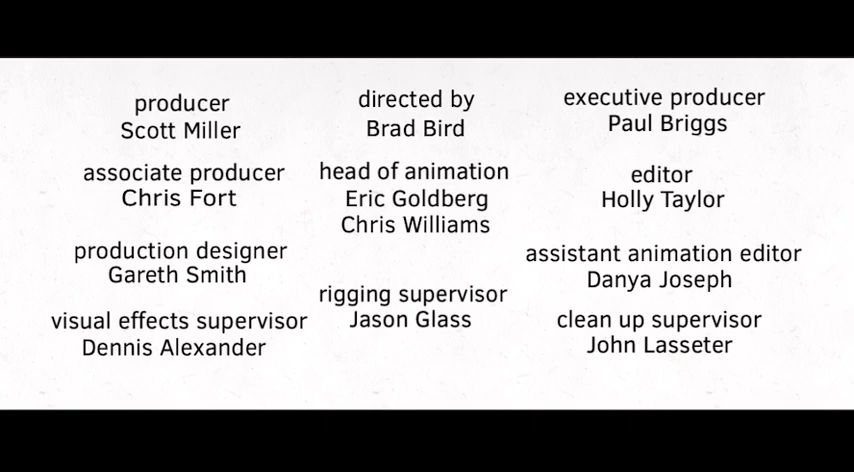 producer
Scott Miller
associate producer
Chris Fort
production designer
Gareth Smith
visual effects supervisor
Dennis Alexander
directed by
Brad Bird
head of animation
Eric Goldberg
Chris Williams
rigging supervisor
Jason Glass
executive producer
Paul Briggs
editor
Holly Taylor
assistant animation editor
Danya Joseph
clean up supervisor
John Lasseter